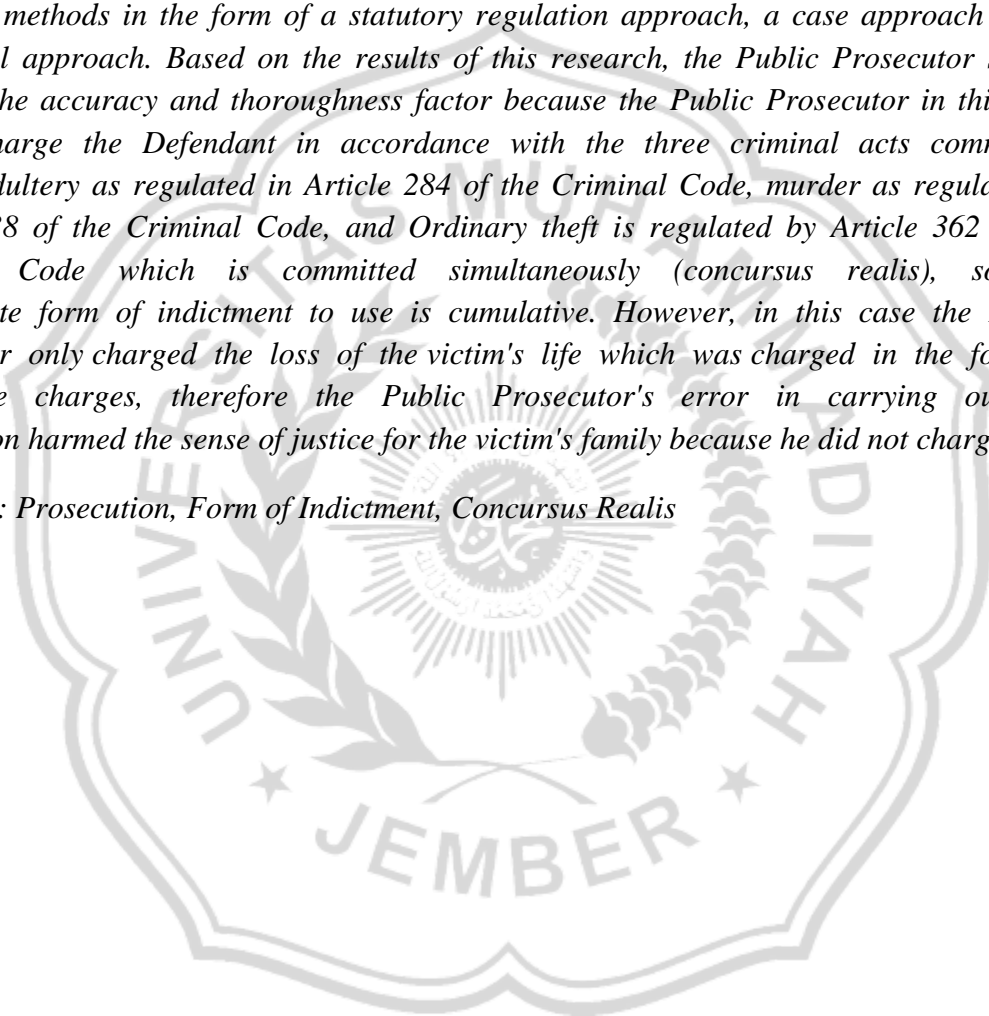 methods in the form of a statutory regulation approach, a case approach
l approach. Based on the results of this research, the Public Prosecutor
he accuracy and thoroughness factor because the Public Prosecutor in thi
harge the Defendant in accordance with the three criminal acts comm
dultery as regulated in Article 284 of the Criminal Code, murder as regula
38 of the Criminal Code, and Ordinary theft is regulated by Article 362
Code which is committed simultaneously (concursus realis), so
te form of indictment to use is cumulative. However, in this case the
r only charged the loss of the victim's life which was charged in the fo
e charges, therefore the Public Prosecutor's error in carrying ou
on harmed the sense of justice for the victim's family because he did not charg
: Prosecution, Form of Indictment, Concursus Realis
UNIVERSITAS MUHAMMADIYAH
JEMBER